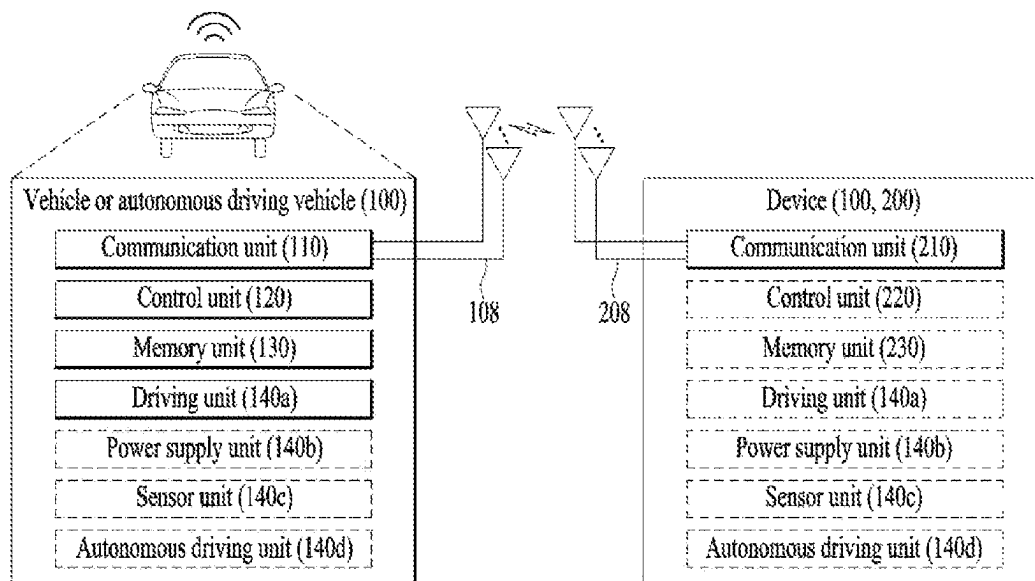 Vehicle or autonomous driving vehicle (100)
Communication unit (110)
Control unit (120)
Memory unit (130)
Driving unit (140a)
Power supply unit (140b)
Sensor unit (140c)
Autonomous driving unit (140d)
108
208
Device (100, 200)
Communication unit (210)
Control unit (220)
Memory unit (230)
Driving unit (140a)
Power supply unit (140b)
Sensor unit (140c)
Autonomous driving unit (140d)